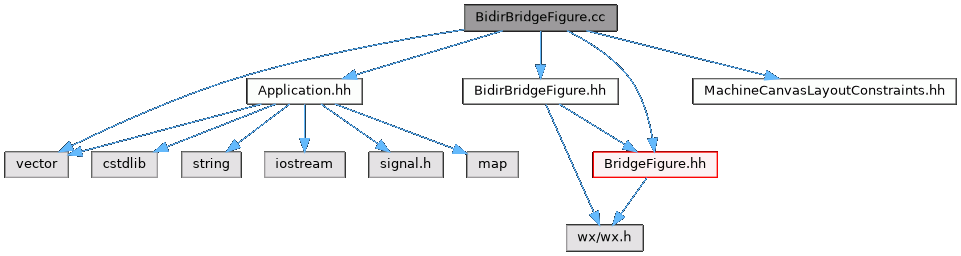 BidirBridgeFigure.cc
Application.hh
BidirBridgeFigure.hh
MachineCanvasLayoutConstraints.hh
vector
cstdlib
string
iostream
signal.h
map
BridgeFigure.hh
wx/wx.h